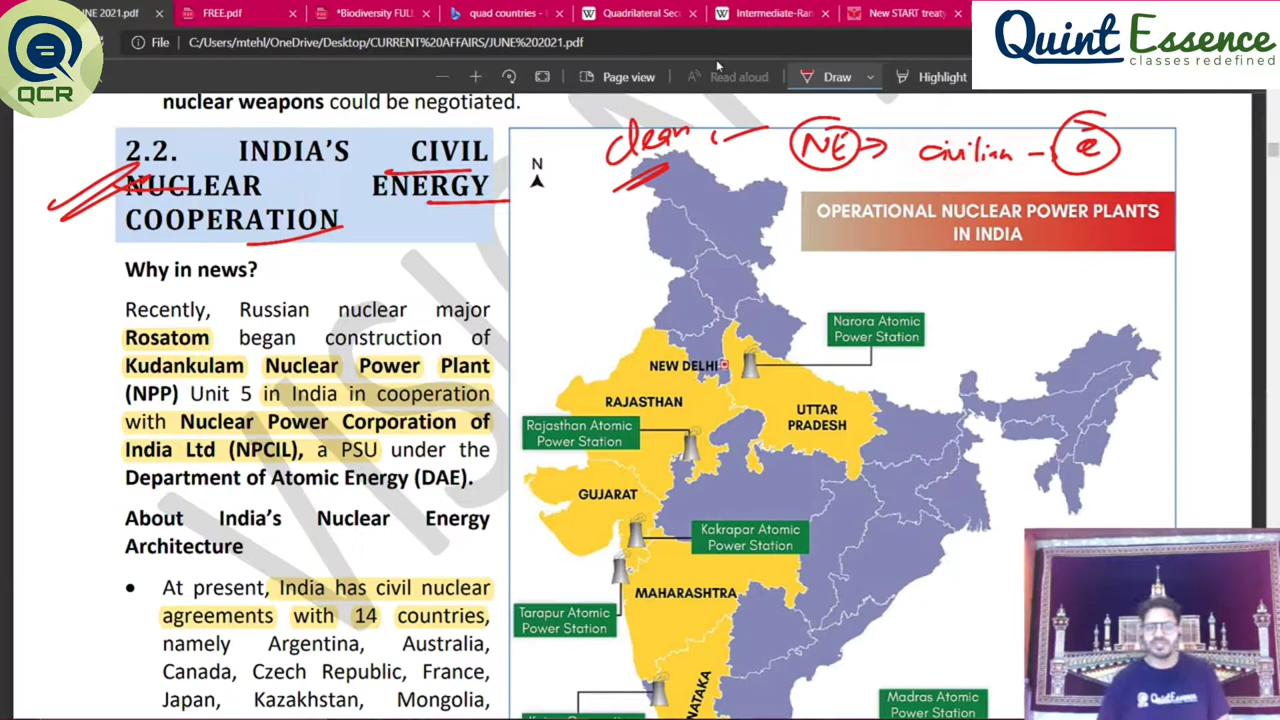 JUNE 2021.pdf
FREE.pdf
*Biodiversity FULL
quad countries -
Quadrilateral Sec
Intermediate-Ran
New START treaty
File
C:/Users/mtehl/OneDrive/Desktop/CURRENT%20AFFAIRS/JUNE%202021.pdf
Page view
Read aloud
Draw
Highlight
QCR
Quint Essence
classes redefined
nuclear weapons could be negotiated.
2.2. INDIA'S CIVIL
NUCLEAR ENERGY
COOPERATION
Why in news?
Recently, Russian nuclear major
Rosatom began construction of
Kudankulam Nuclear Power Plant
(NPP) Unit 5 in India in cooperation
with Nuclear Power Corporation of
India Ltd (NPCIL), a PSU under the
Department of Atomic Energy (DAE).
About India's Nuclear Energy
Architecture
• At present, India has civil nuclear
agreements with 14 countries,
namely Argentina, Australia,
Canada, Czech Republic, France,
Japan, Kazakhstan, Mongolia,
clean :— NE → civilian - e
N
OPERATIONAL NUCLEAR POWER PLANTS
IN INDIA
Narora Atomic
Power Station
NEW DELHI
RAJASTHAN
UTTAR
PRADESH
Rajasthan Atomic
Power Station
GUJARAT
Kakrapar Atomic
Power Station
MAHARASHTRA
Tarapur Atomic
Power Station
Madras Atomic
Power Station
QuintEssence